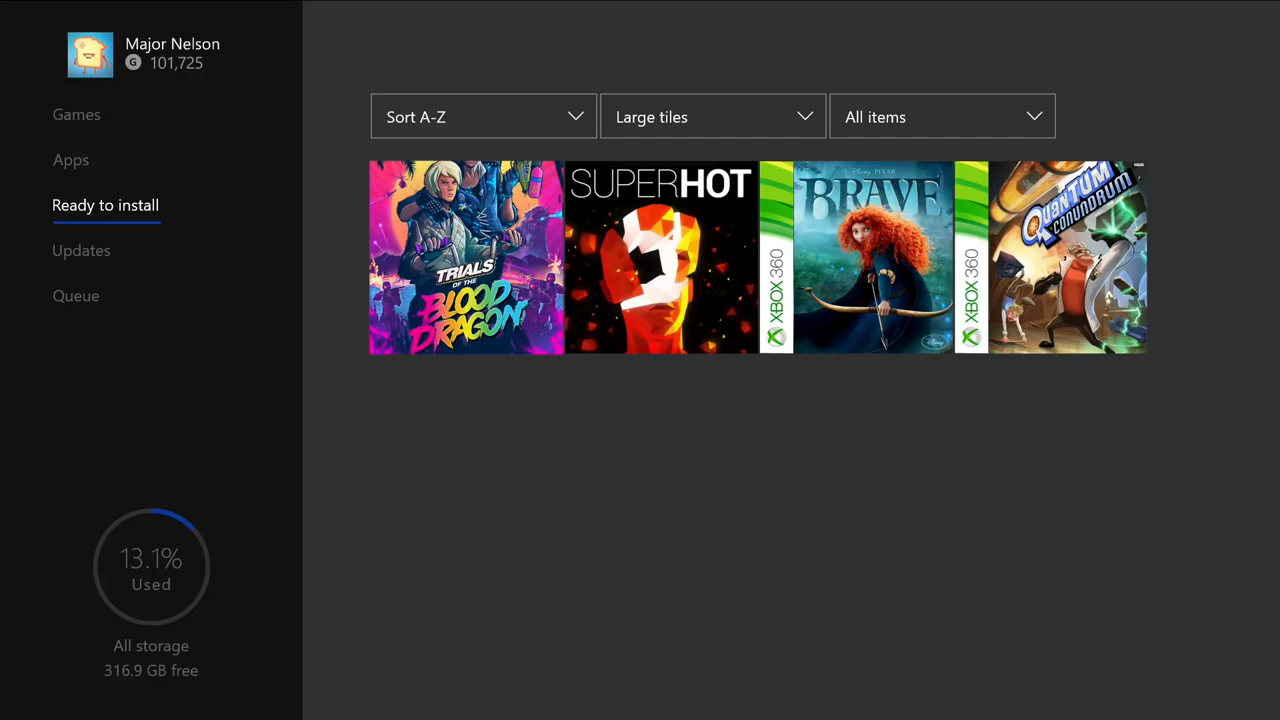 Major Nelson
G 101,725
Games
Apps
Ready to install
Updates
Queue
13.1%
Used
All storage
316.9 GB free
Sort A-Z
Large tiles
All items
TRIALS
OF THE
BLOOD
DRAGON
SUPERHOT
XBOX 360
Disney PIXAR
BRAVE
Disney
XBOX 360
QUANTUM
CONUNDRUM